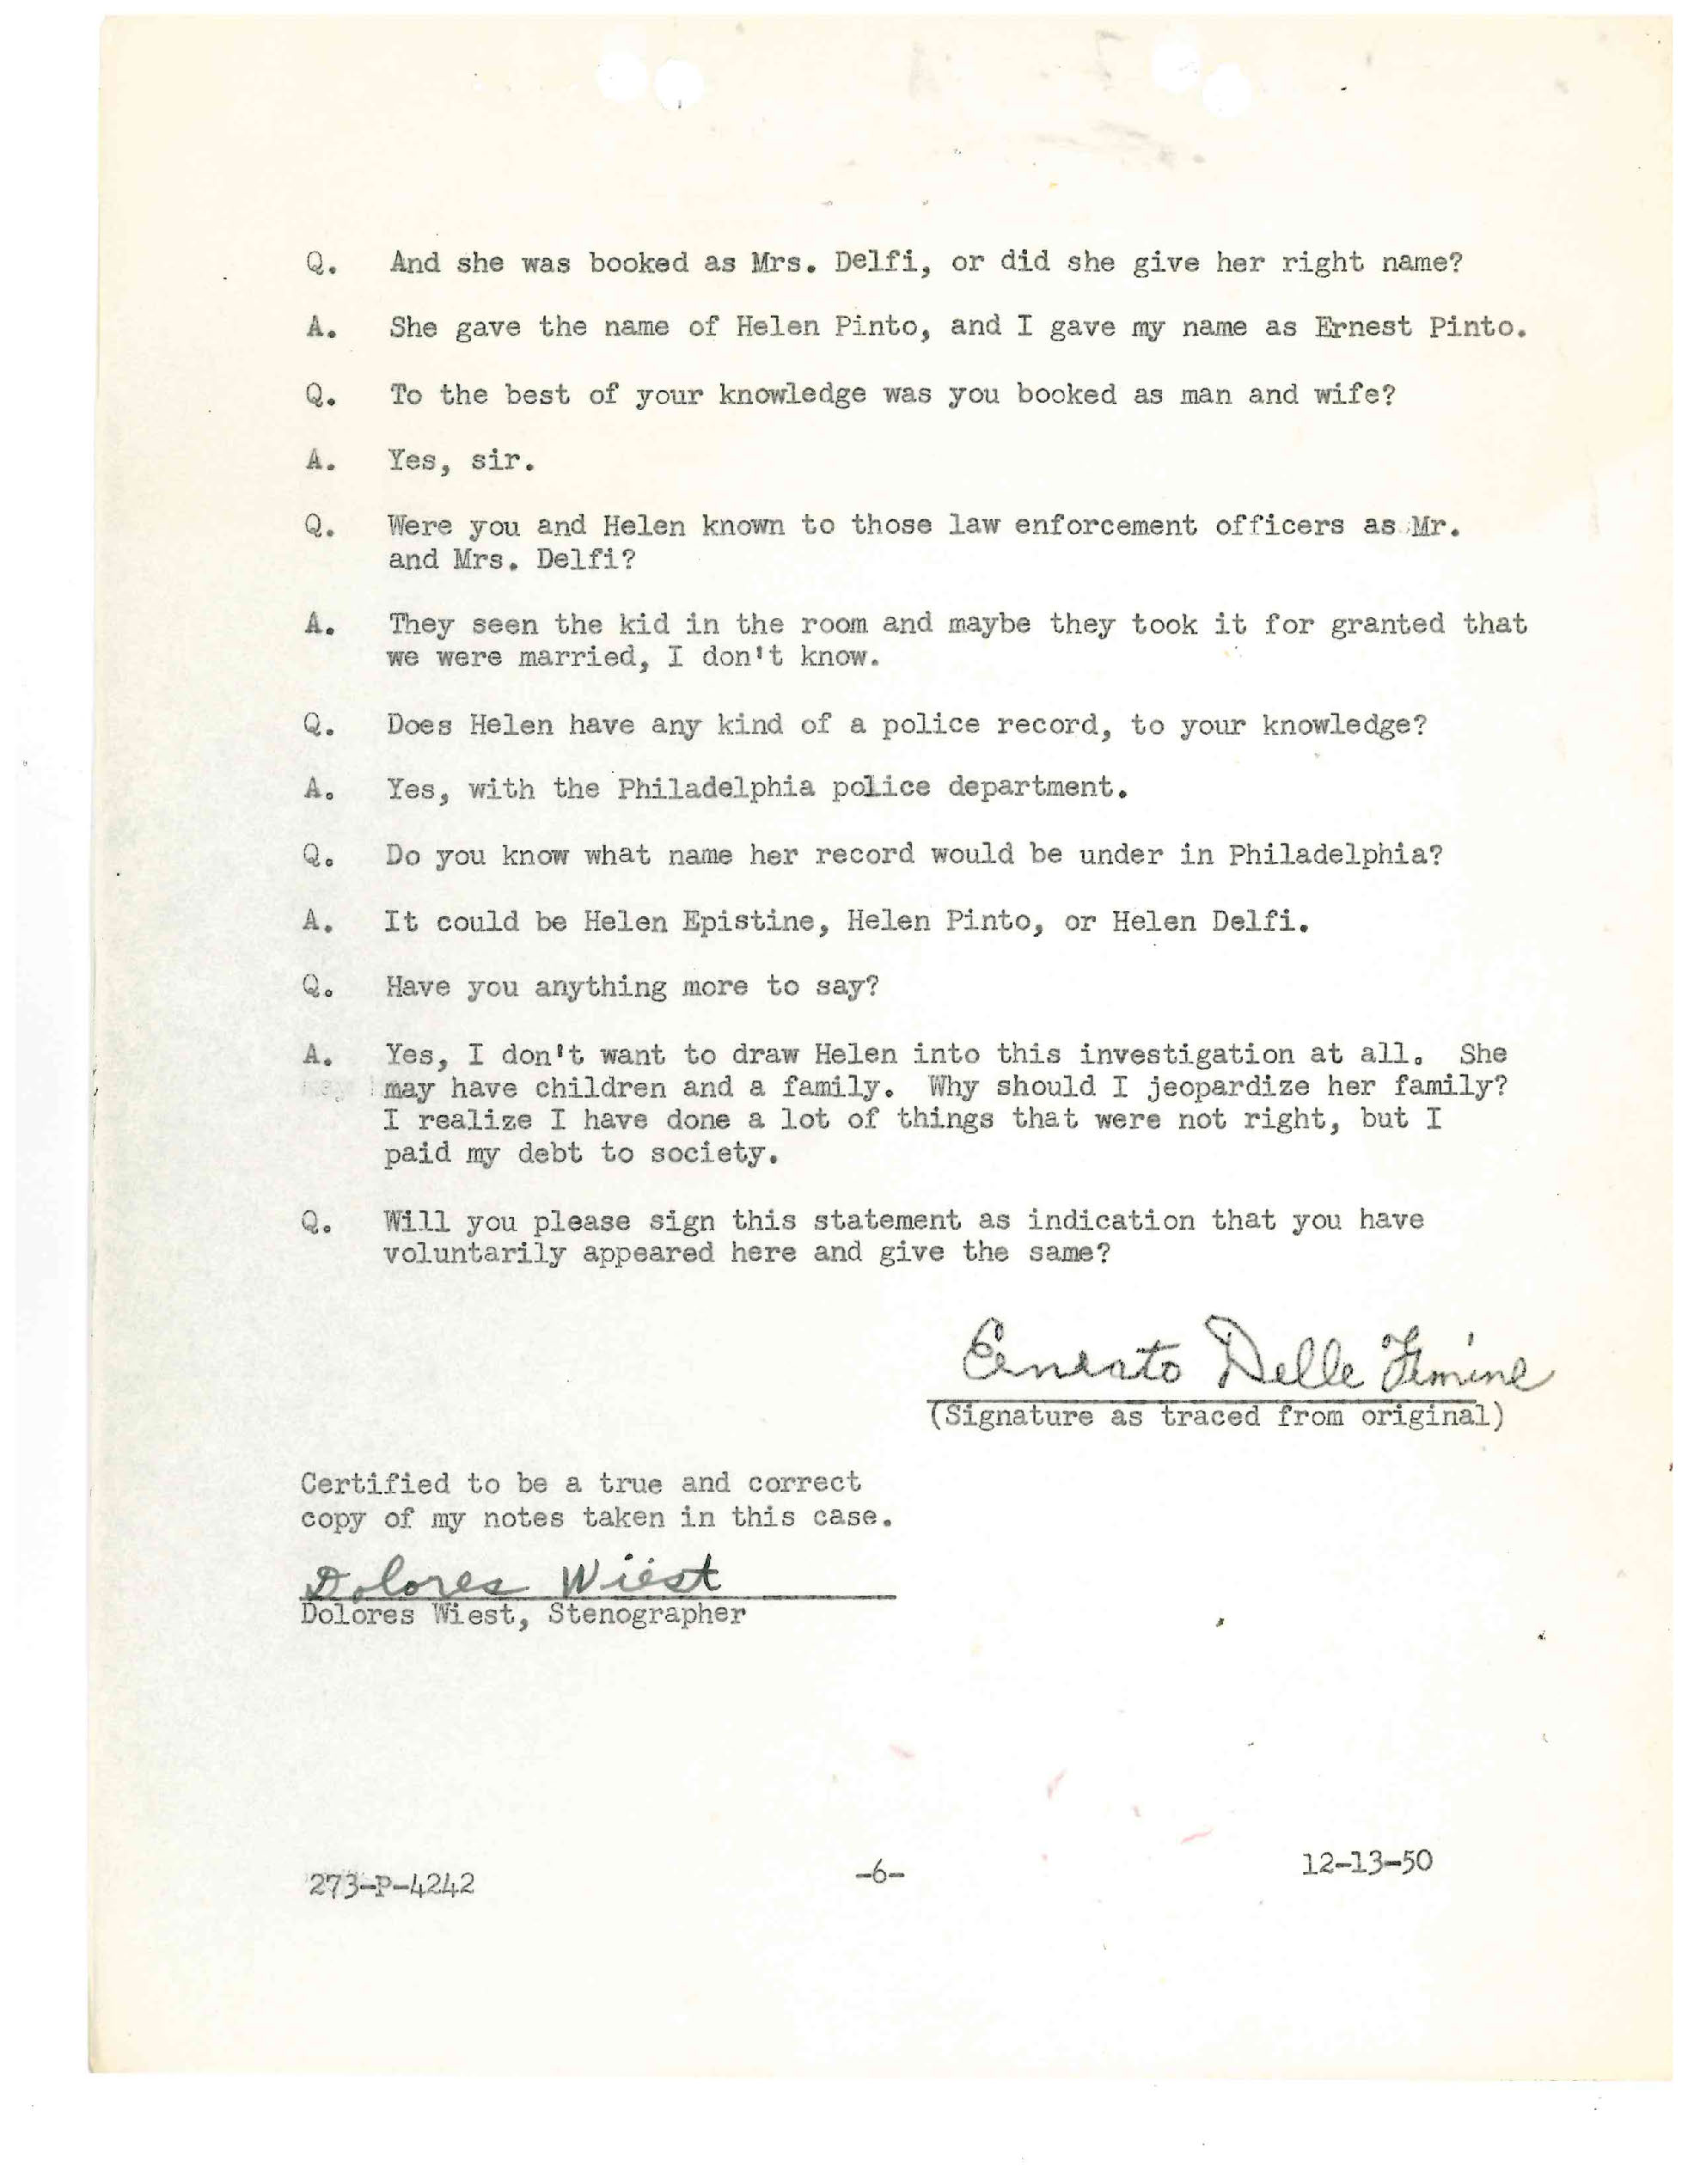 Q. And she was booked as Mrs. Delfi, or did she give her right name?
A. She gave the name of Helen Pinto, and I gave my name as Ernest Pinto.
Q. To the best of your knowledge was you booked as man and wife?
A. Yes, sir.
Q. Were you and Helen known to those law enforcement officers as Mr.
and Mrs. Delfi?
A. They seen the kid in the room and maybe they took it for granted that
we were married, I don't know.
Q. Does Helen have any kind of a police record, to your knowledge?
A. Yes, with the Philadelphia police department.
Q. Do you know what name her record would be under in Philadelphia?
A. It could be Helen Epistine, Helen Pinto, or Helen Delfi.
Q. Have you anything more to say?
A. Yes, I don't want to draw Helen into this investigation at all. She
may have children and a family. Why should I jeopardize her family?
I realize I have done a lot of things that were not right, but I
paid my debt to society.
Q. Will you please sign this statement as indication that you have
voluntarily appeared here and give the same?
Ernesto Delle Femine
(Signature as traced from original)
Certified to be a true and correct
copy of my notes taken in this case.
Dolores Wiest
Dolores Wiest, Stenographer
273-P-4242 -6- 12-13-50